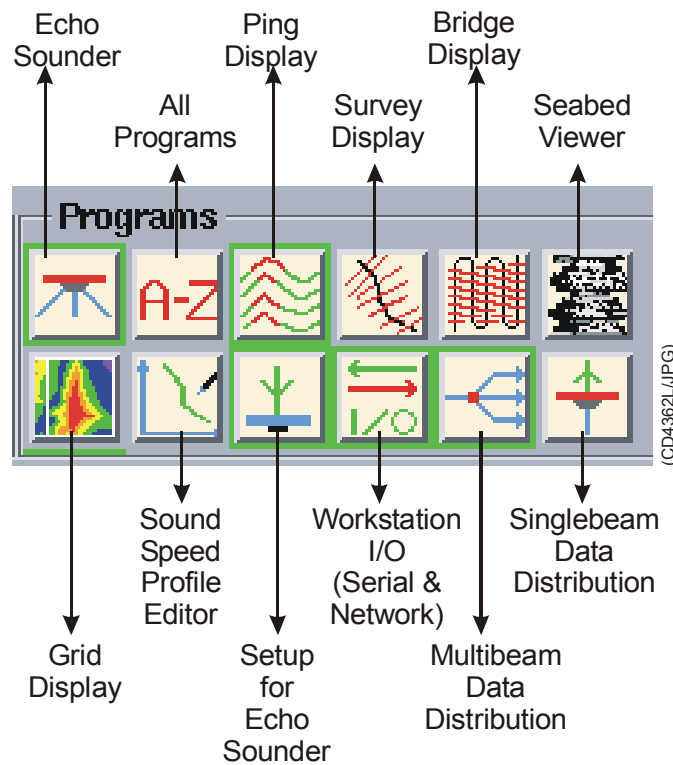 Echo
Sounder
Ping
Display
Bridge
Display
All
Programs
Survey
Display
Seabed
Viewer
Programs
A-Z
I/O
(CD4362L/JPG)
Sound
Speed
Profile
Editor
Workstation
I/O
(Serial &
Network)
Singlebeam
Data
Distribution
Grid
Display
Setup
for
Echo
Sounder
Multibeam
Data
Distribution